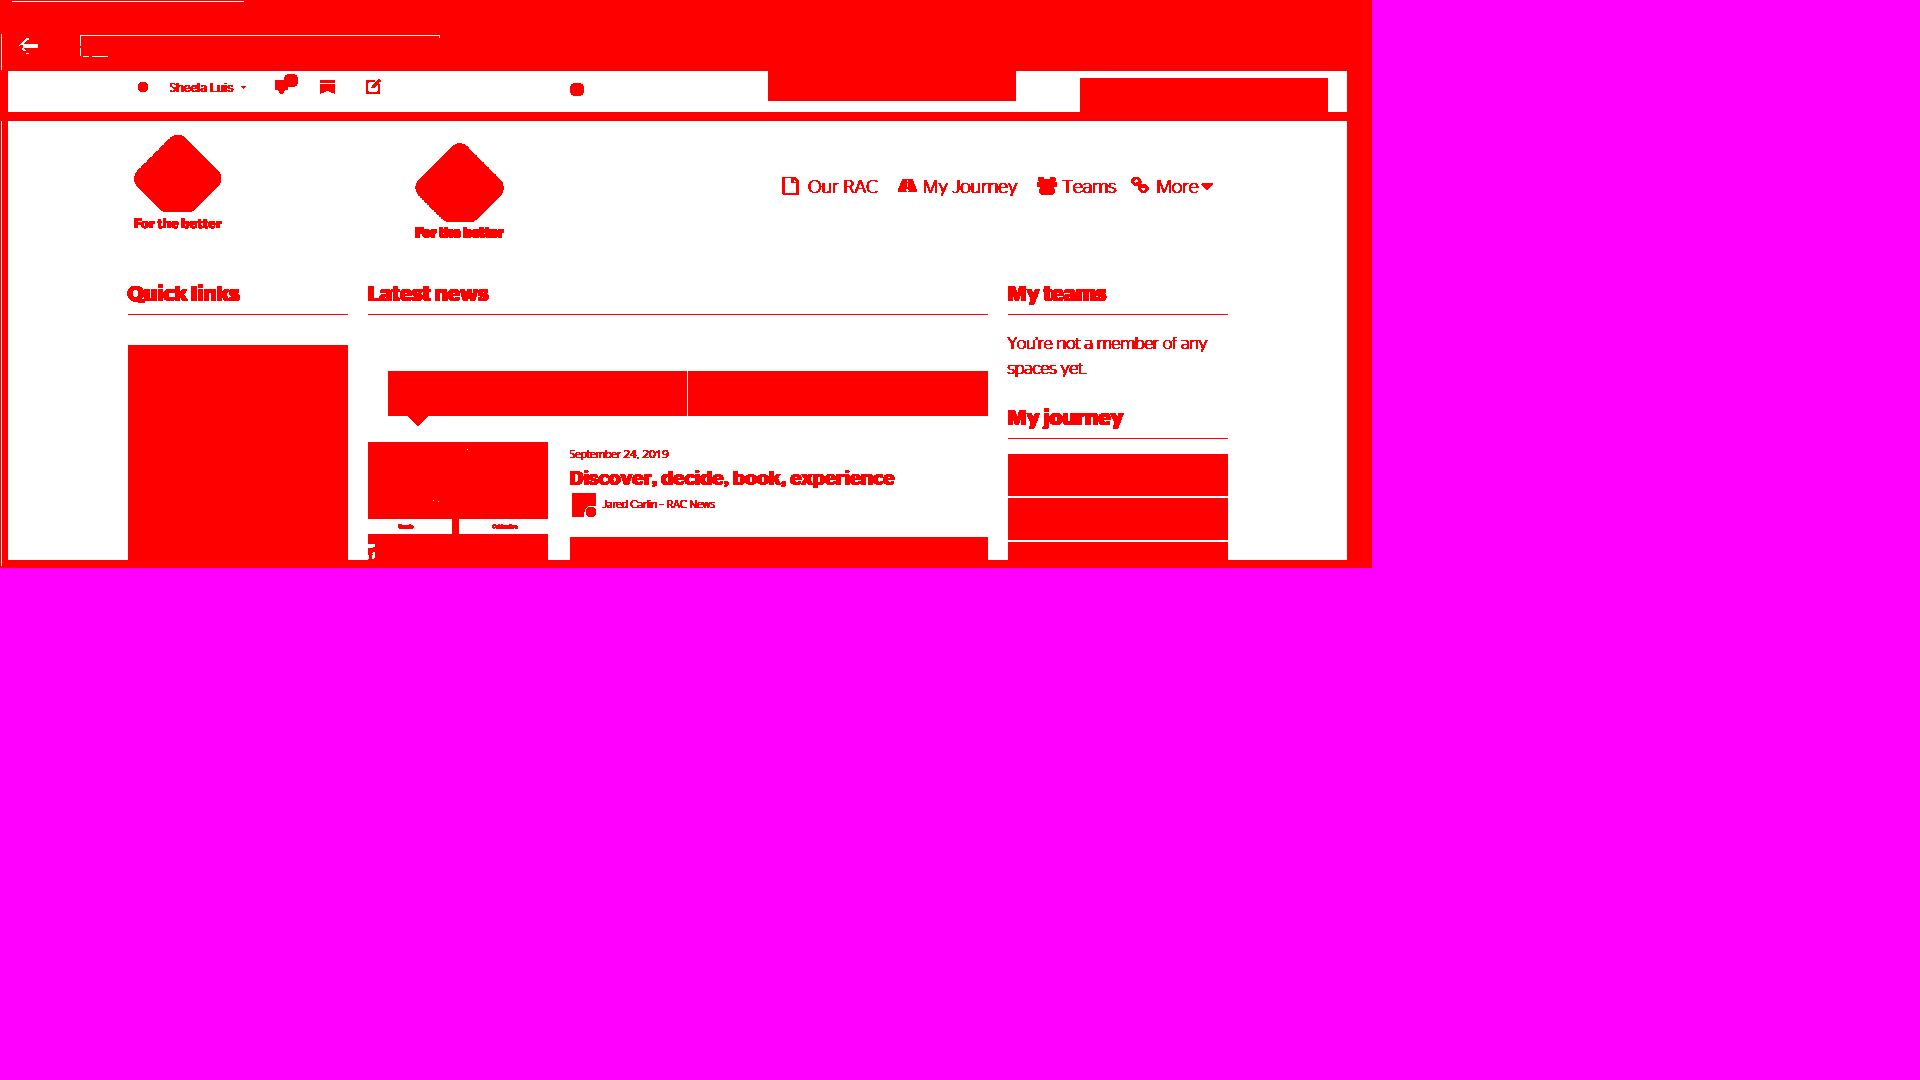 Sheela Luis
For the better
For the better
Our RAC
My Journey
Teams
More
Quick links
Latest news
My teams
You're not a member of any
spaces yet.
My journey
September 24, 2019
Discover, decide, book, experience
Jared Carlin - RAC News